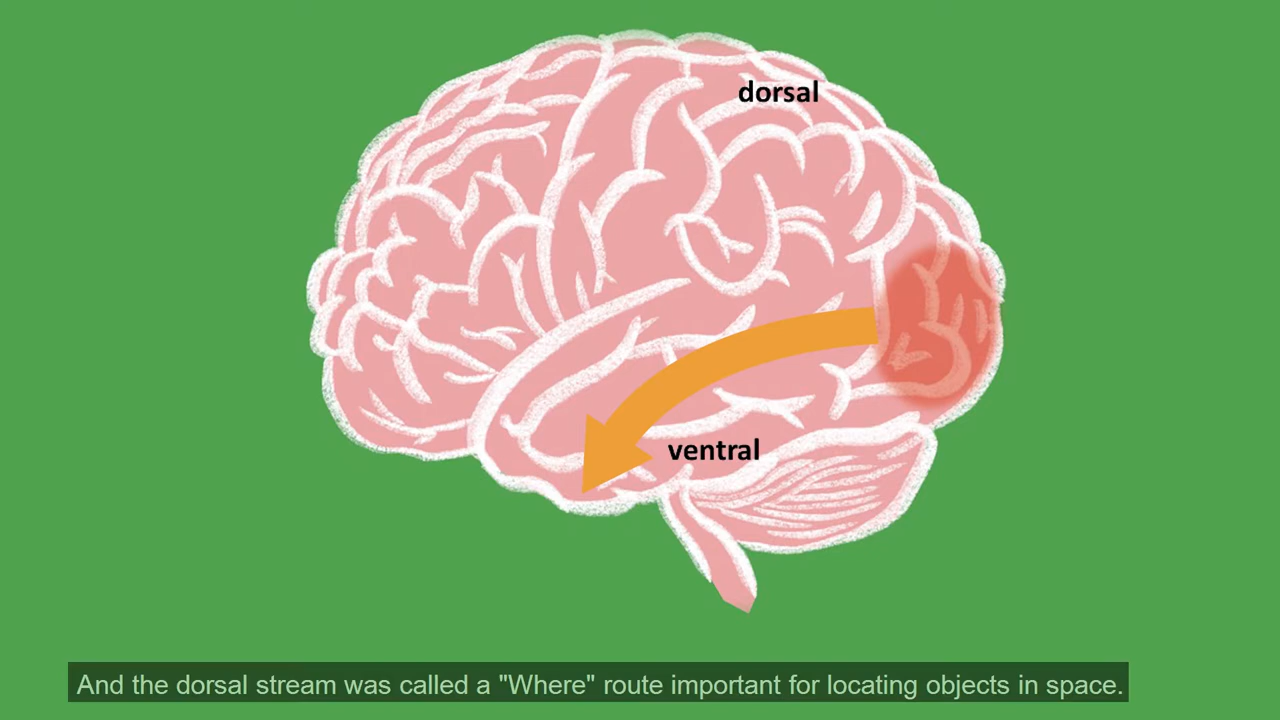 dorsal
ventral
And the dorsal stream was called a "Where" route important for locating objects in space.